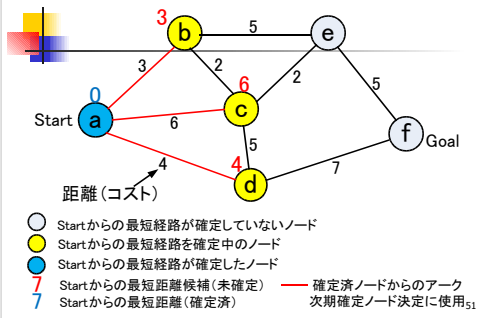 3
b
5
e
3
2
6
2
5
0
Start
a
6
c
f
Goal
5
4
4
d
7
距離(コスト)
Startからの最短経路が確定していないノード
Startからの最短経路を確定中のノード
Startからの最短経路が確定したノード
7 Startからの最短距離候補(未確定)
確定済ノードからのアーク
7 Startからの最短距離(確定済)
次期確定ノード決定に使用
51